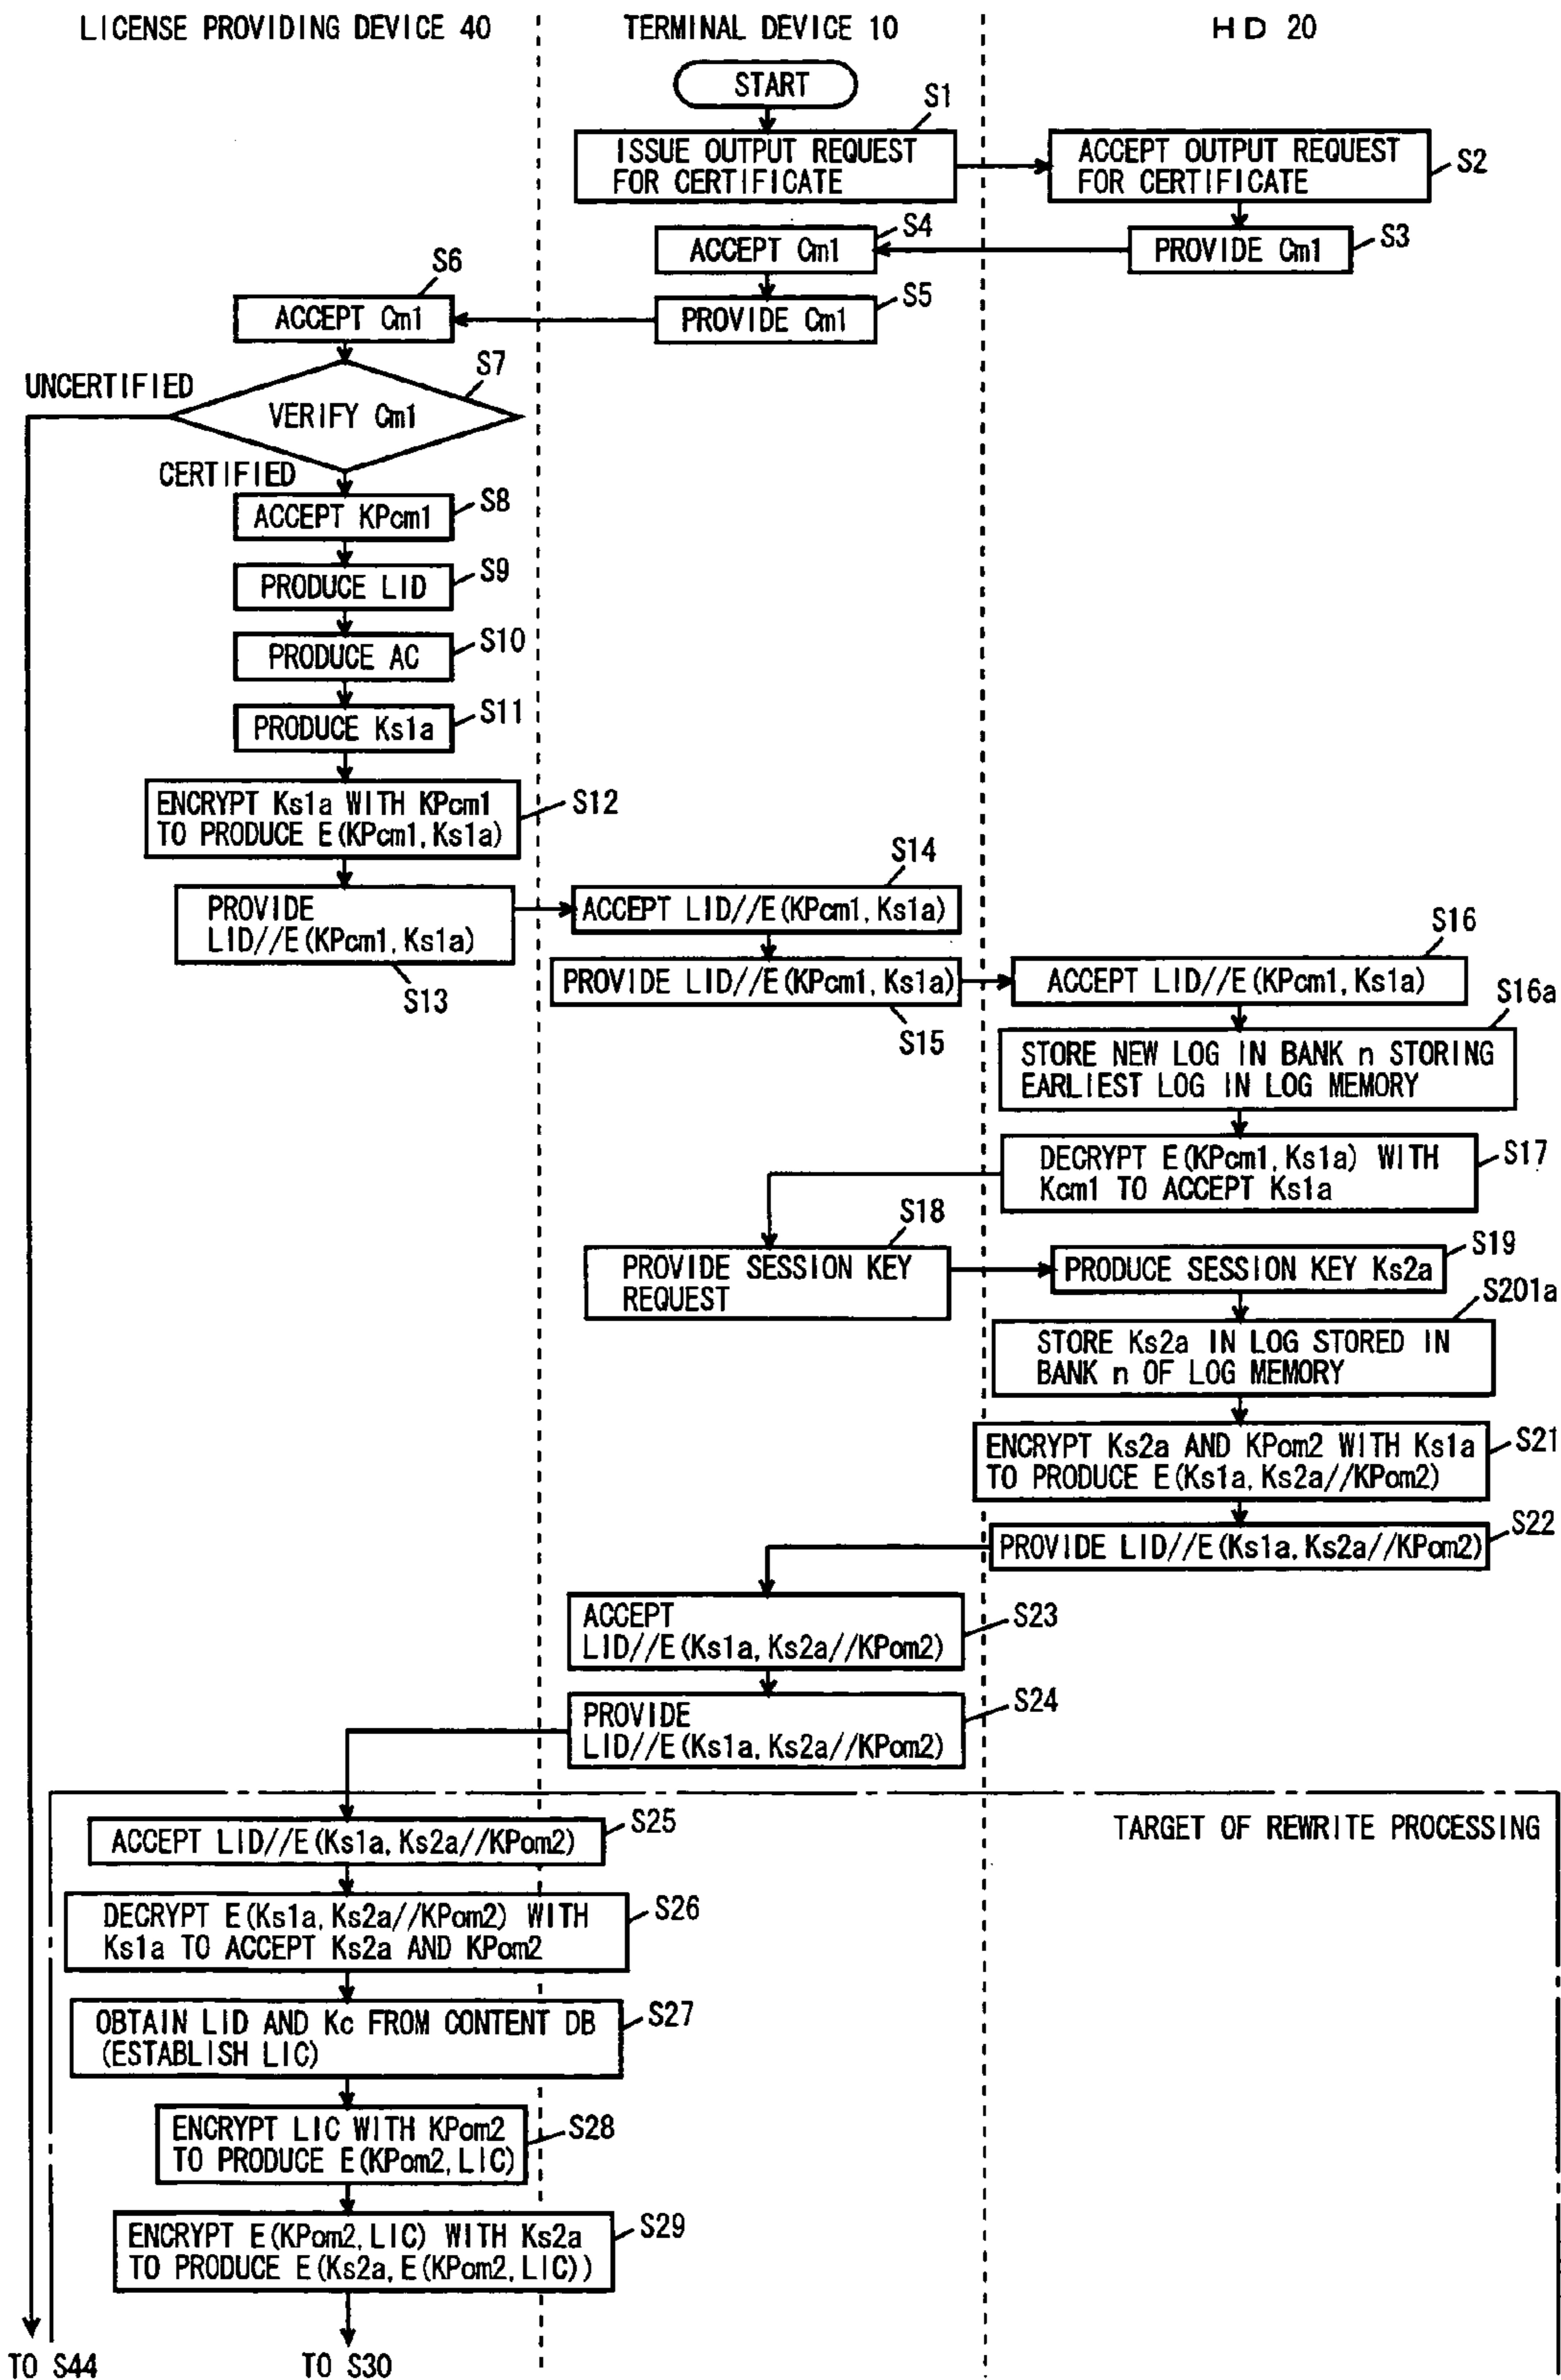 LICENSE PROVIDING DEVICE 40
TERMINAL DEVICE 10
HD 20
START
S1
ISSUE OUTPUT REQUEST
FOR CERTIFICATE
ACCEPT OUTPUT REQUEST
FOR CERTIFICATE
S2
S4
ACCEPT Cm1
PROVIDE Cm1
S3
S6
ACCEPT Cm1
S5
PROVIDE Cm1
UNCERTIFIED
S7
VERIFY Cm1
CERTIFIED
S8
ACCEPT KPcm1
S9
PRODUCE LID
S10
PRODUCE AC
S11
PRODUCE Ks1a
ENCRYPT Ks1a WITH KPcm1
TO PRODUCE E(KPcm1, Ks1a)
S12
S14
PROVIDE
LID//E(KPcm1, Ks1a)
S13
ACCEPT LID//E(KPcm1, Ks1a)
PROVIDE LID//E(KPcm1, Ks1a)
S15
S16
ACCEPT LID//E(KPcm1, Ks1a)
S16a
STORE NEW LOG IN BANK n STORING
EARLIEST LOG IN LOG MEMORY
DECRYPT E(KPcm1, Ks1a) WITH
Kcm1 TO ACCEPT Ks1a
S17
S18
PROVIDE SESSION KEY
REQUEST
S19
PRODUCE SESSION KEY Ks2a
S201a
STORE Ks2a IN LOG STORED IN
BANK n OF LOG MEMORY
ENCRYPT Ks2a AND KPom2 WITH Ks1a
TO PRODUCE E(Ks1a, Ks2a//KPom2)
S21
PROVIDE LID//E(Ks1a, Ks2a//KPom2)
S22
ACCEPT
LID//E(Ks1a, Ks2a//KPom2)
S23
PROVIDE
LID//E(Ks1a, Ks2a//KPom2)
S24
TARGET OF REWRITE PROCESSING
ACCEPT LID//E(Ks1a, Ks2a//KPom2)
S25
DECRYPT E(Ks1a, Ks2a//KPom2) WITH
Ks1a TO ACCEPT Ks2a AND KPom2
S26
OBTAIN LID AND Kc FROM CONTENT DB
(ESTABLISH LIC)
S27
ENCRYPT LIC WITH KPom2
TO PRODUCE E(KPom2, LIC)
S28
ENCRYPT E(KPom2, LIC) WITH Ks2a
TO PRODUCE E(Ks2a, E(KPom2, LIC))
S29
TO S44
TO S30